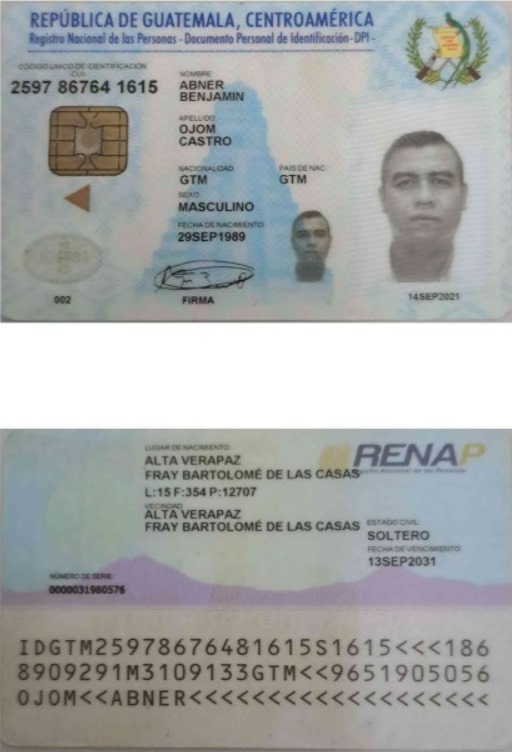 REPÚBLICA DE GUATEMALA, CENTROAMÉRICA
Registro Nacional de las Personas - Documento Personal de Identificación - DPI -
CÓDIGO ÚNICO DE IDENTIFICACIÓN
-CUI-
2597 86764 1615
NOMBRE
ABNER
BENJAMIN
APELLIDO
OJOM
CASTRO
NACIONALIDAD
GTM
PAIS DE NAC.
GTM
SEXO
MASCULINO
FECHA DE NACIMIENTO
29SEP1989
002
FIRMA
14SEP2021
LUGAR DE NACIMIENTO
ALTA VERAPAZ
FRAY BARTOLOMÉ DE LAS CASAS
L:15 F:354 P:12707
VECINDAD
ALTA VERAPAZ
FRAY BARTOLOMÉ DE LAS CASAS
RENAP
Registro Nacional de las Personas
ESTADO CIVIL
SOLTERO
FECHA DE VENCIMIENTO
13SEP2031
NÚMERO DE SERIE
0000031980576
IDGTM25978676481615S1615<<<186
8909291M3109133GTM<<9651905056
OJOM<<ABNER<<<<<<<<<<<<<<<<<<<